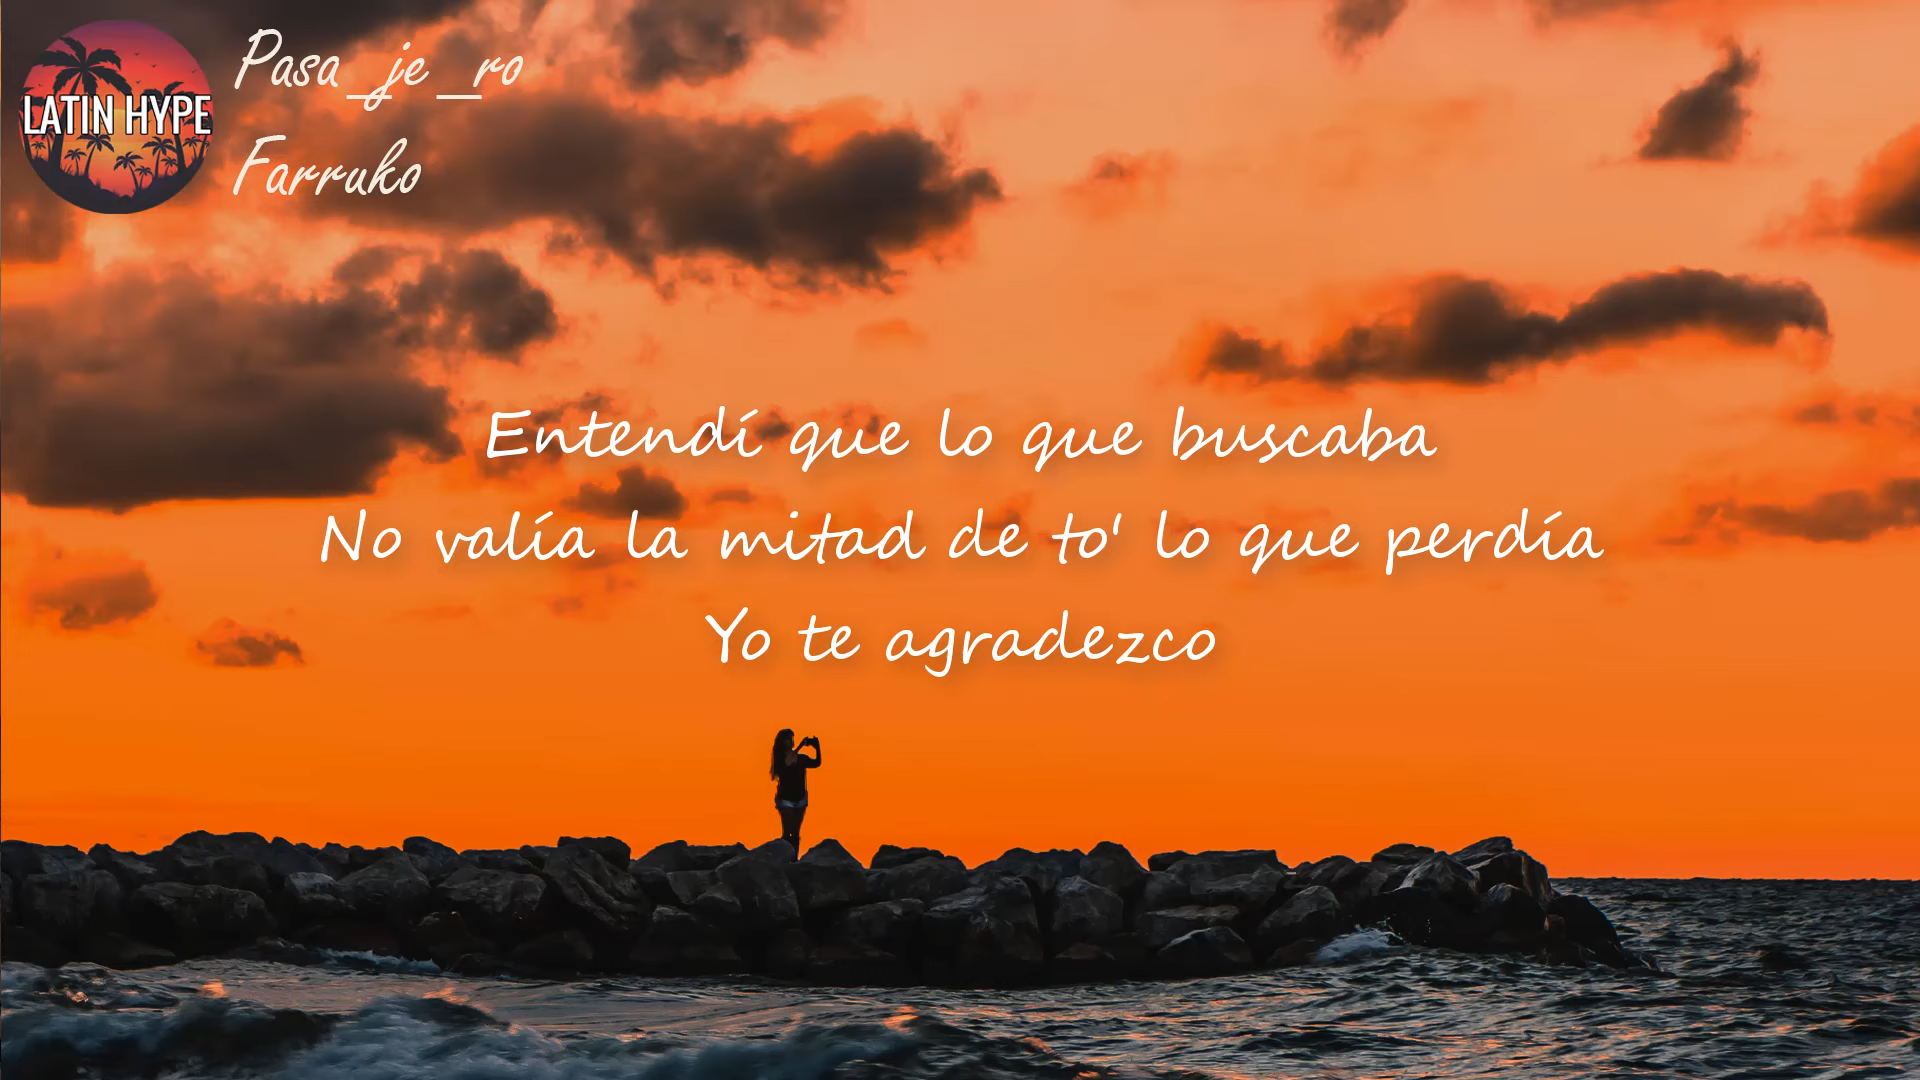 LATIN HYPE
Pasa_je_ro
Farruko
Entendí que lo que buscaba
No valía la mitad de to' lo que perdía
Yo te agradezco